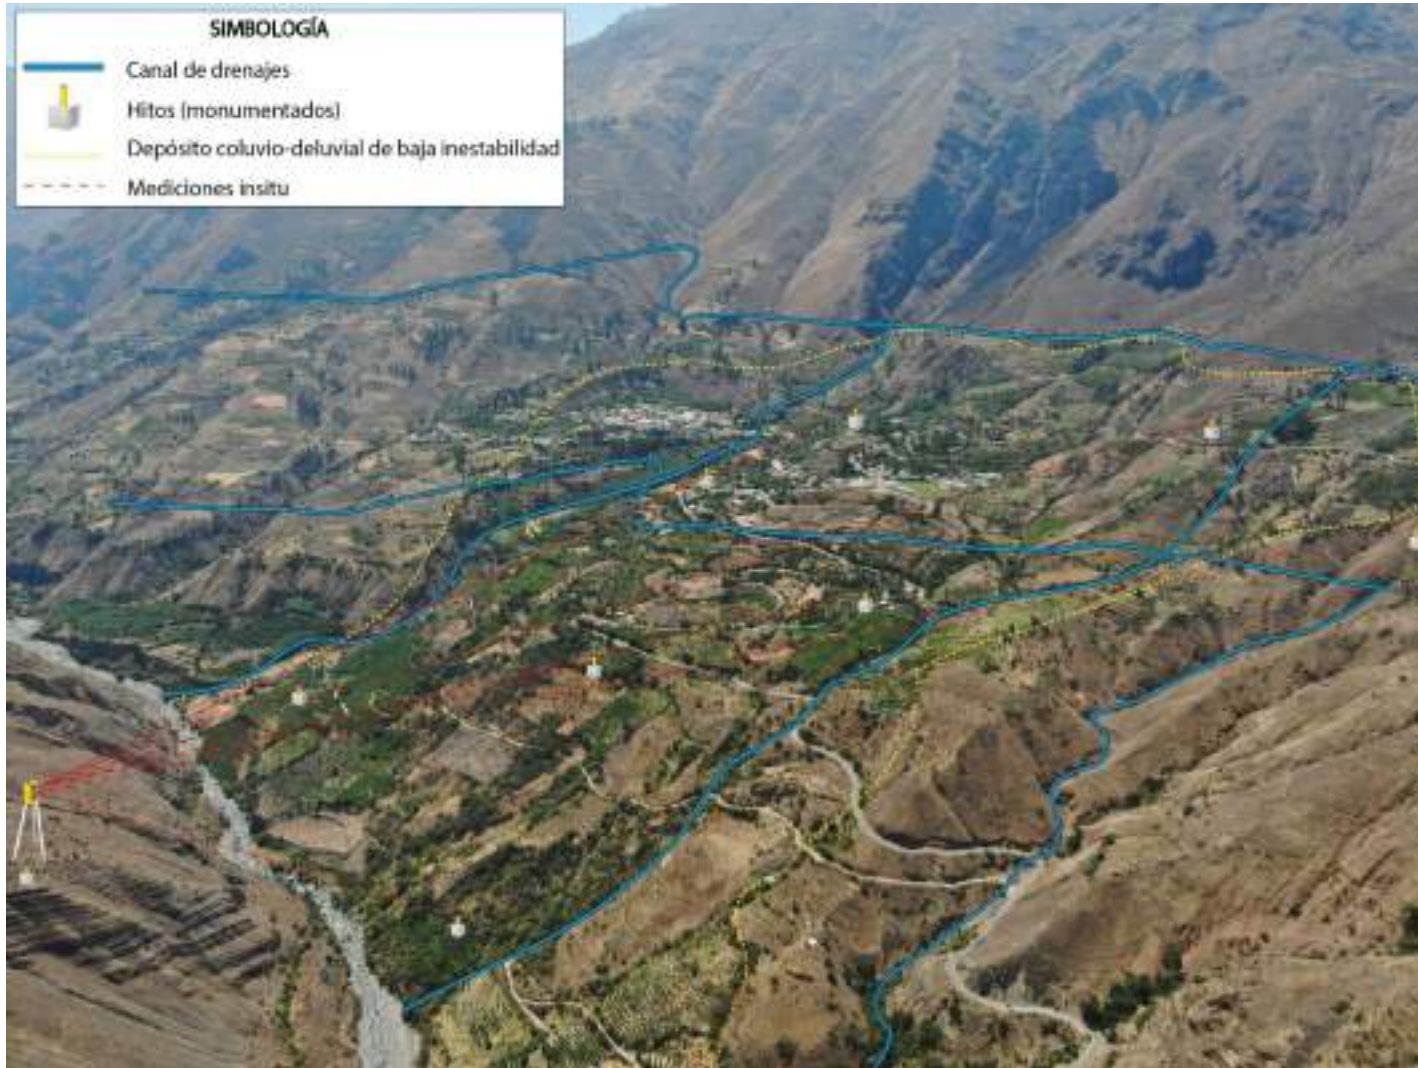 SIMBOLOGÍA
Canal de drenajes
Hitos (monumentados)
Depósito coluvio-deluvial de baja inestabilidad
Mediciones insitu